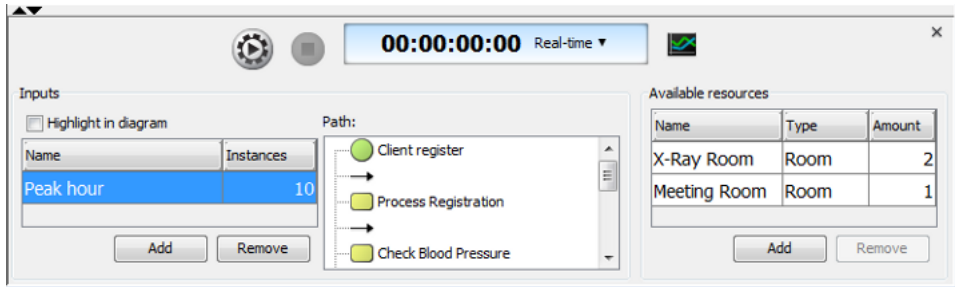 00:00:00:00 Real-time ▼
Inputs
Highlight in diagram
Name Instances
Peak hour 10
Add Remove
Path:
Client register
Process Registration
Check Blood Pressure
Available resources
Name Type Amount
X-Ray Room Room 2
Meeting Room Room 1
Add Remove